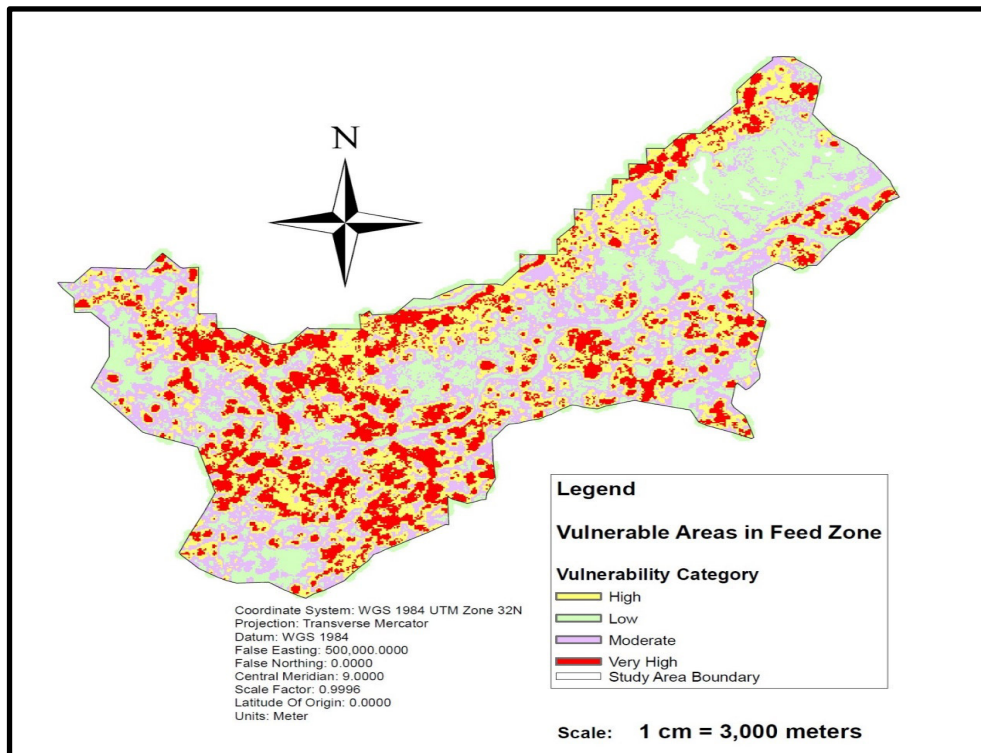 N
Legend
Vulnerable Areas in Feed Zone
Vulnerability Category
High
Low
Moderate
Very High
Study Area Boundary
Coordinate System: WGS 1984 UTM Zone 32N
Projection: Transverse Mercator
Datum: WGS 1984
False Easting: 500,000.0000
False Northing: 0.0000
Central Meridian: 9.0000
Scale Factor: 0.9996
Latitude Of Origin: 0.0000
Units: Meter
Scale: 1 cm = 3,000 meters